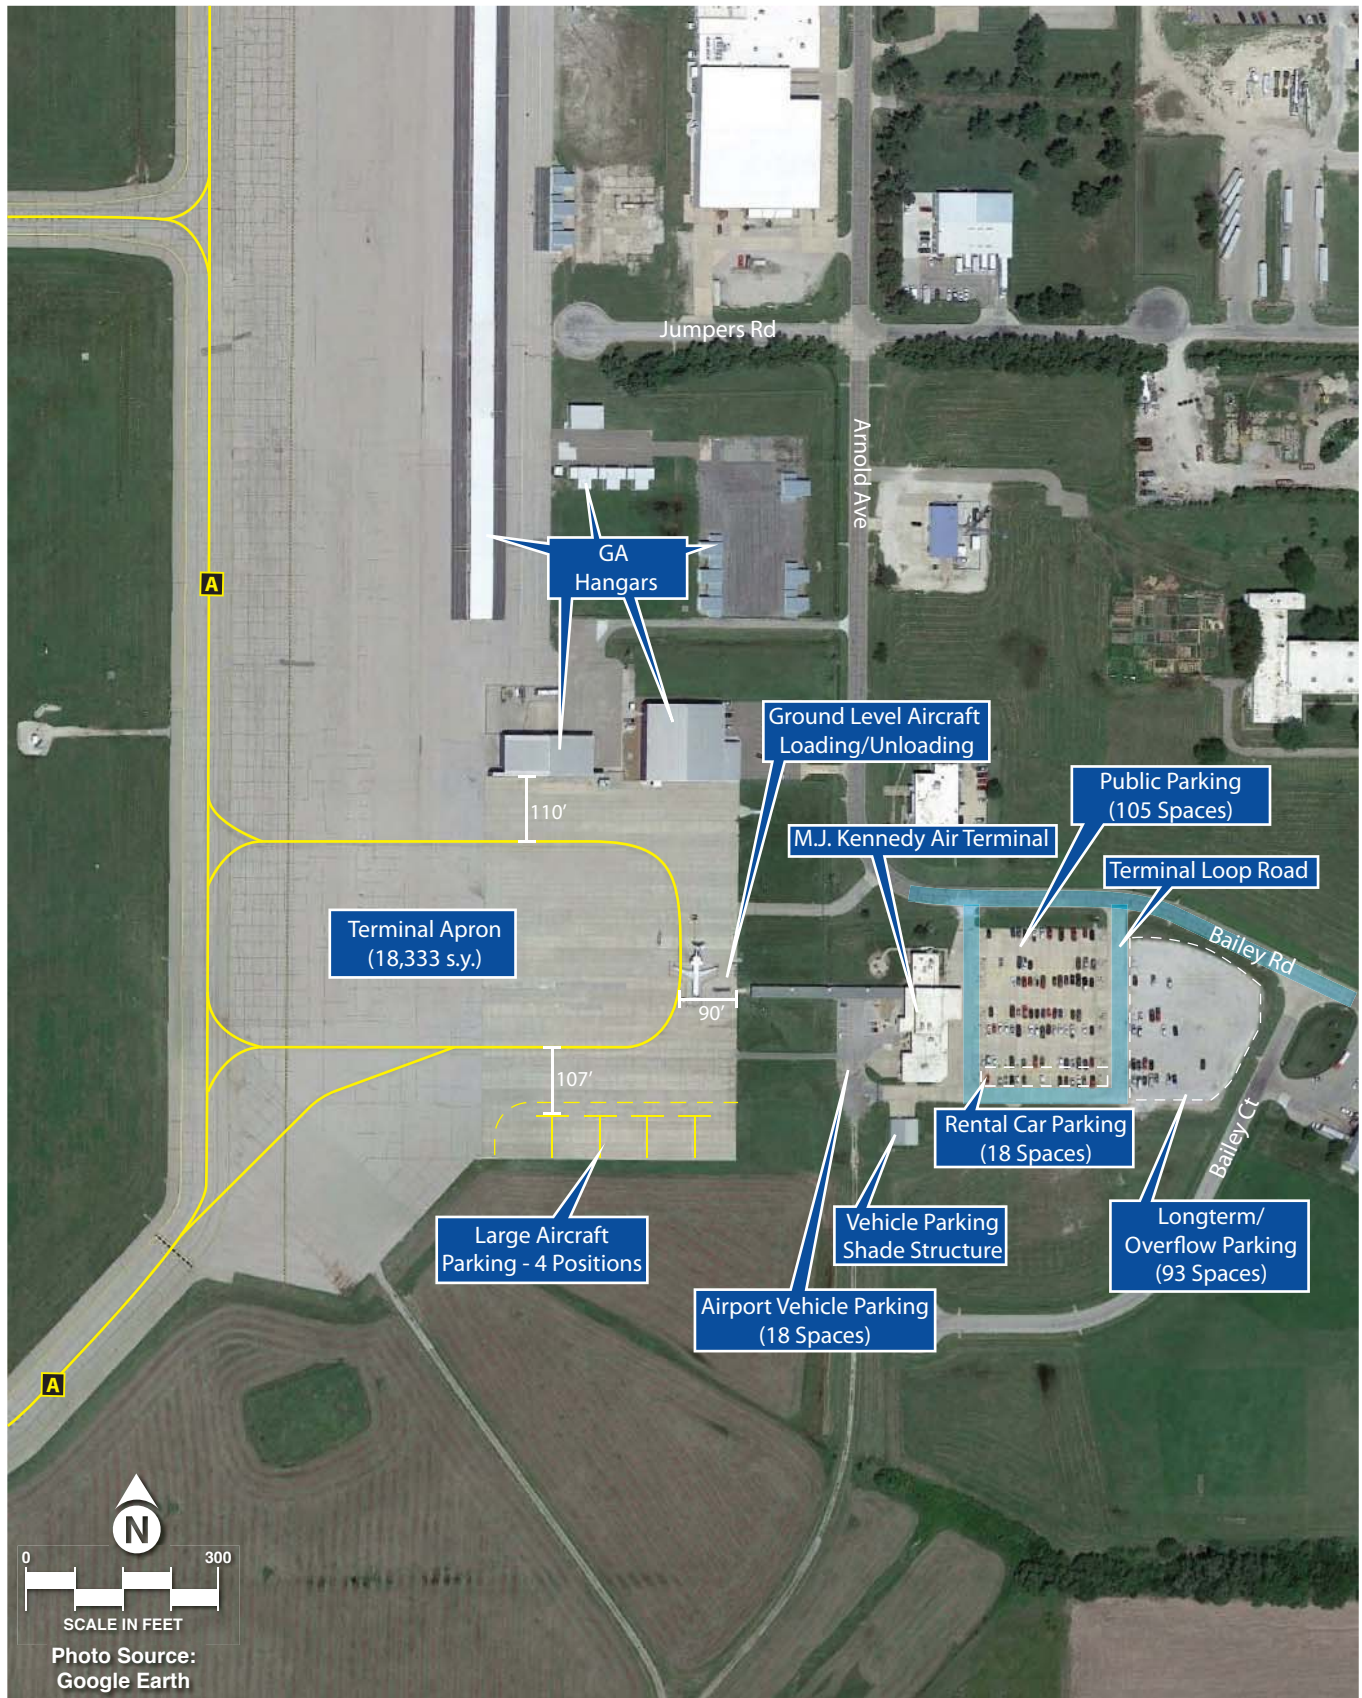 Jumpers Rd
Arnold Ave
GA
Hangars
A
Ground Level Aircraft
Loading/Unloading
Public Parking
(105 Spaces)
110’
M.J. Kennedy Air Terminal
Terminal Loop Road
Terminal Apron
(18,333 s.y.)
Bailey Rd
90’
107’
Rental Car Parking
(18 Spaces)
Bailey Ct
Large Aircraft
Parking - 4 Positions
Vehicle Parking
Shade Structure
Longterm/
Overflow Parking
(93 Spaces)
Airport Vehicle Parking
(18 Spaces)
A
N
0 300
SCALE IN FEET
Photo Source:
Google Earth